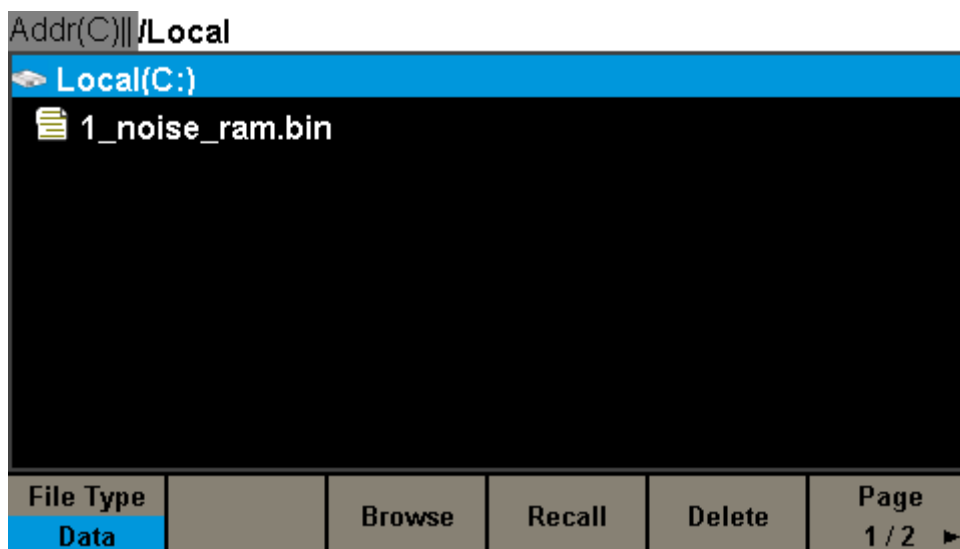 Addr(C)|| /Local
Local(C:)
1_noise_ram.bin
File Type
Data
Browse
Recall
Delete
Page
1/2 ►